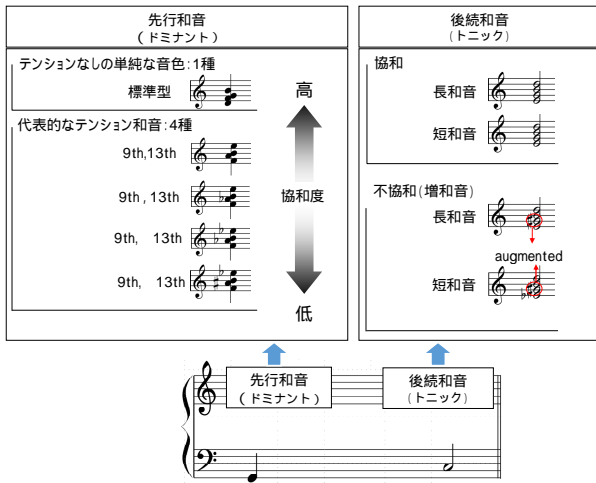 先行和音
(ドミナント)
テンションなしの単純な音色:1種
標準型
代表的なテンション和音:4種
9th,13th
9th , 13th
9th, 13th
9th, 13th
高
協和度
低
後続和音
(トニック)
協和
長和音
短和音
不協和(増和音)
長和音
augmented
短和音
先行和音
(ドミナント)
後続和音
(トニック)